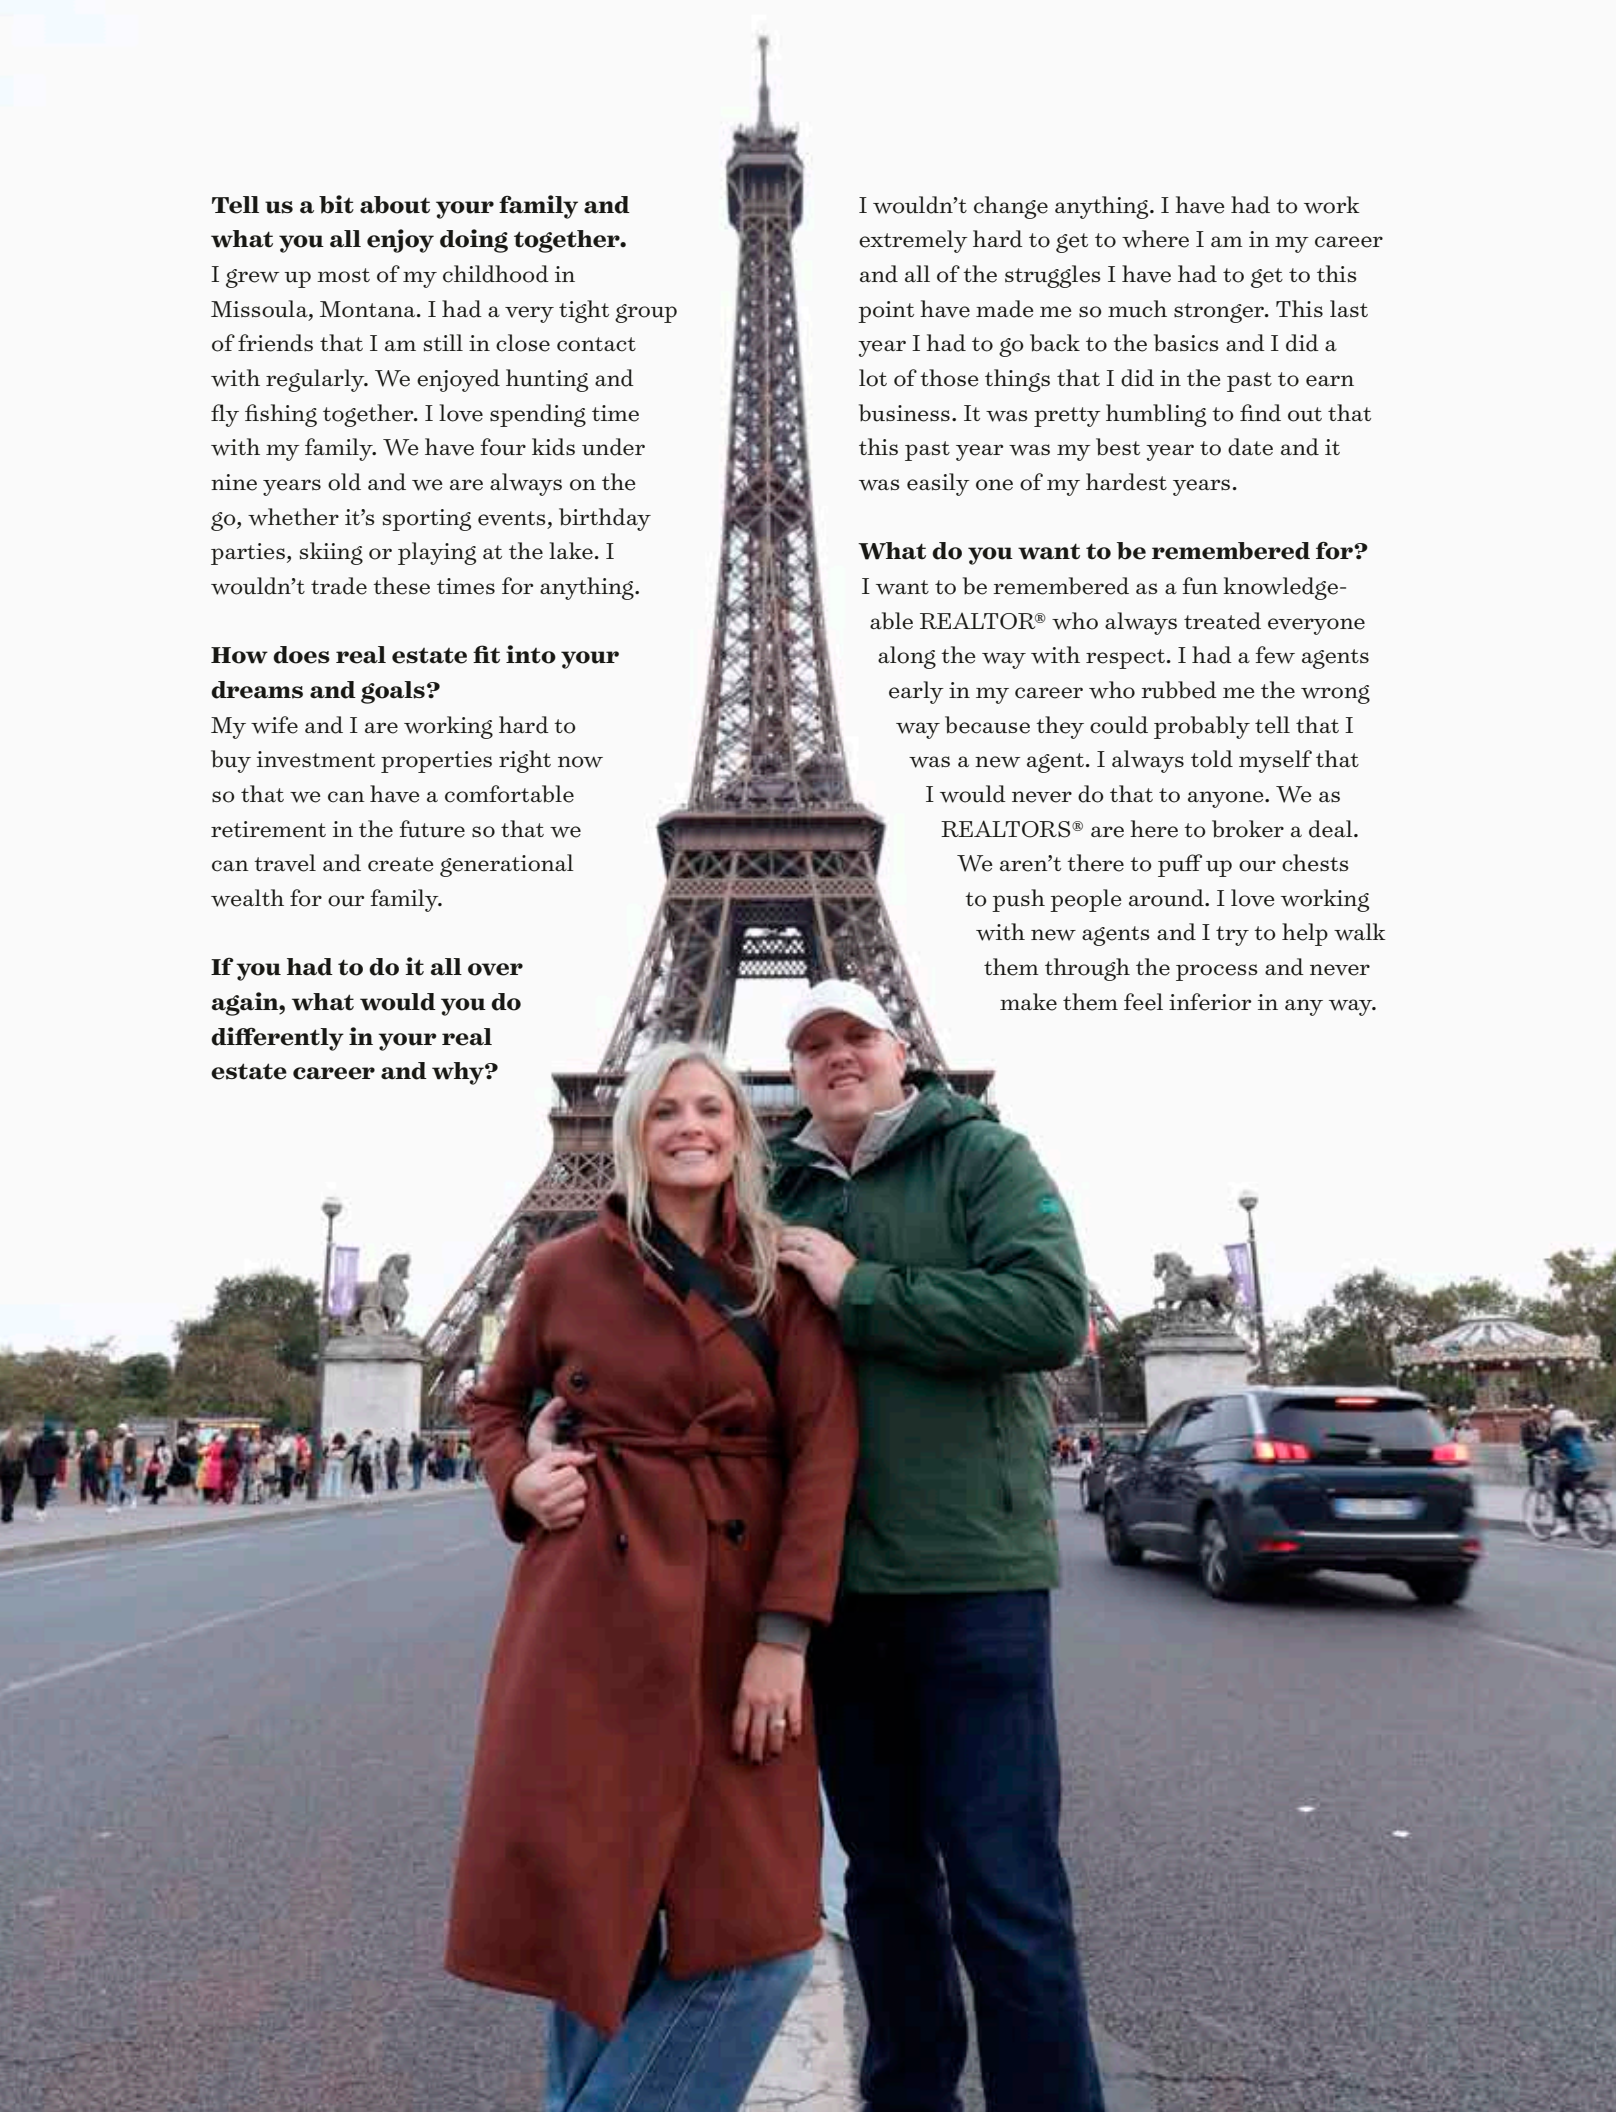 Tell us a bit about your family and
what you all enjoy doing together.
I grew up most of my childhood in
Missoula, Montana. I had a very tight group
of friends that I am still in close contact
with regularly. We enjoyed hunting and
fly fishing together. I love spending time
with my family. We have four kids under
nine years old and we are always on the
go, whether it’s sporting events, birthday
parties, skiing or playing at the lake. I
wouldn’t trade these times for anything.
How does real estate fit into your
dreams and goals?
My wife and I are working hard to
buy investment properties right now
so that we can have a comfortable
retirement in the future so that we
can travel and create generational
wealth for our family.
If you had to do it all over
again, what would you do
differently in your real
estate career and why?
I wouldn’t change anything. I have had to work
extremely hard to get to where I am in my career
and all of the struggles I have had to get to this
point have made me so much stronger. This last
year I had to go back to the basics and I did a
lot of those things that I did in the past to earn
business. It was pretty humbling to find out that
this past year was my best year to date and it
was easily one of my hardest years.
What do you want to be remembered for?
I want to be remembered as a fun knowledge-
able REALTOR® who always treated everyone
along the way with respect. I had a few agents
early in my career who rubbed me the wrong
way because they could probably tell that I
was a new agent. I always told myself that
I would never do that to anyone. We as
REALTORS® are here to broker a deal.
We aren’t there to puff up our chests
to push people around. I love working
with new agents and I try to help walk
them through the process and never
make them feel inferior in any way.